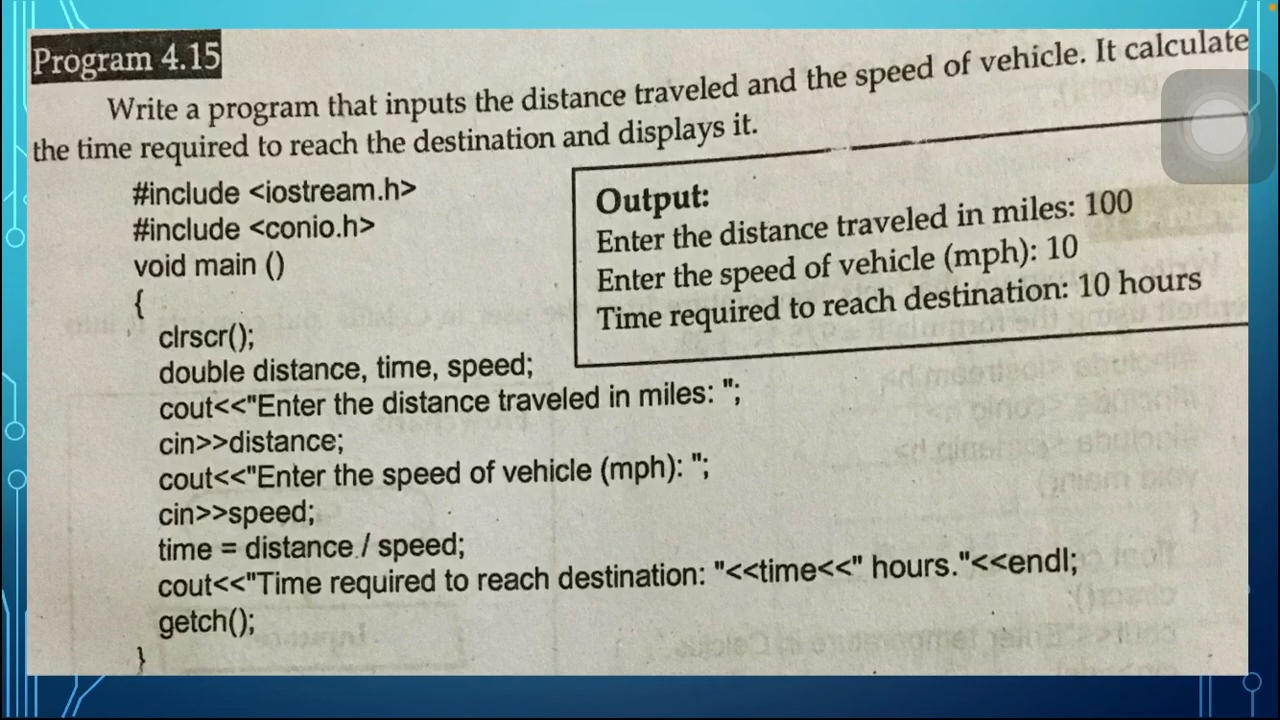 Program 4.15
Write a program that inputs the distance traveled and the speed of vehicle. It calculate
the time required to reach the destination and displays it.
#include <iostream.h>
#include <conio.h>
void main ()
{
clrscr();
double distance, time, speed;
cout<<"Enter the distance traveled in miles: ";
cin>>distance;
cout<<"Enter the speed of vehicle (mph): ";
cin>>speed;
time = distance / speed;
cout<<"Time required to reach destination: "<<time<<" hours."<<endl;
getch();
}
Output:
Enter the distance traveled in miles: 100
Enter the speed of vehicle (mph): 10
Time required to reach destination: 10 hours